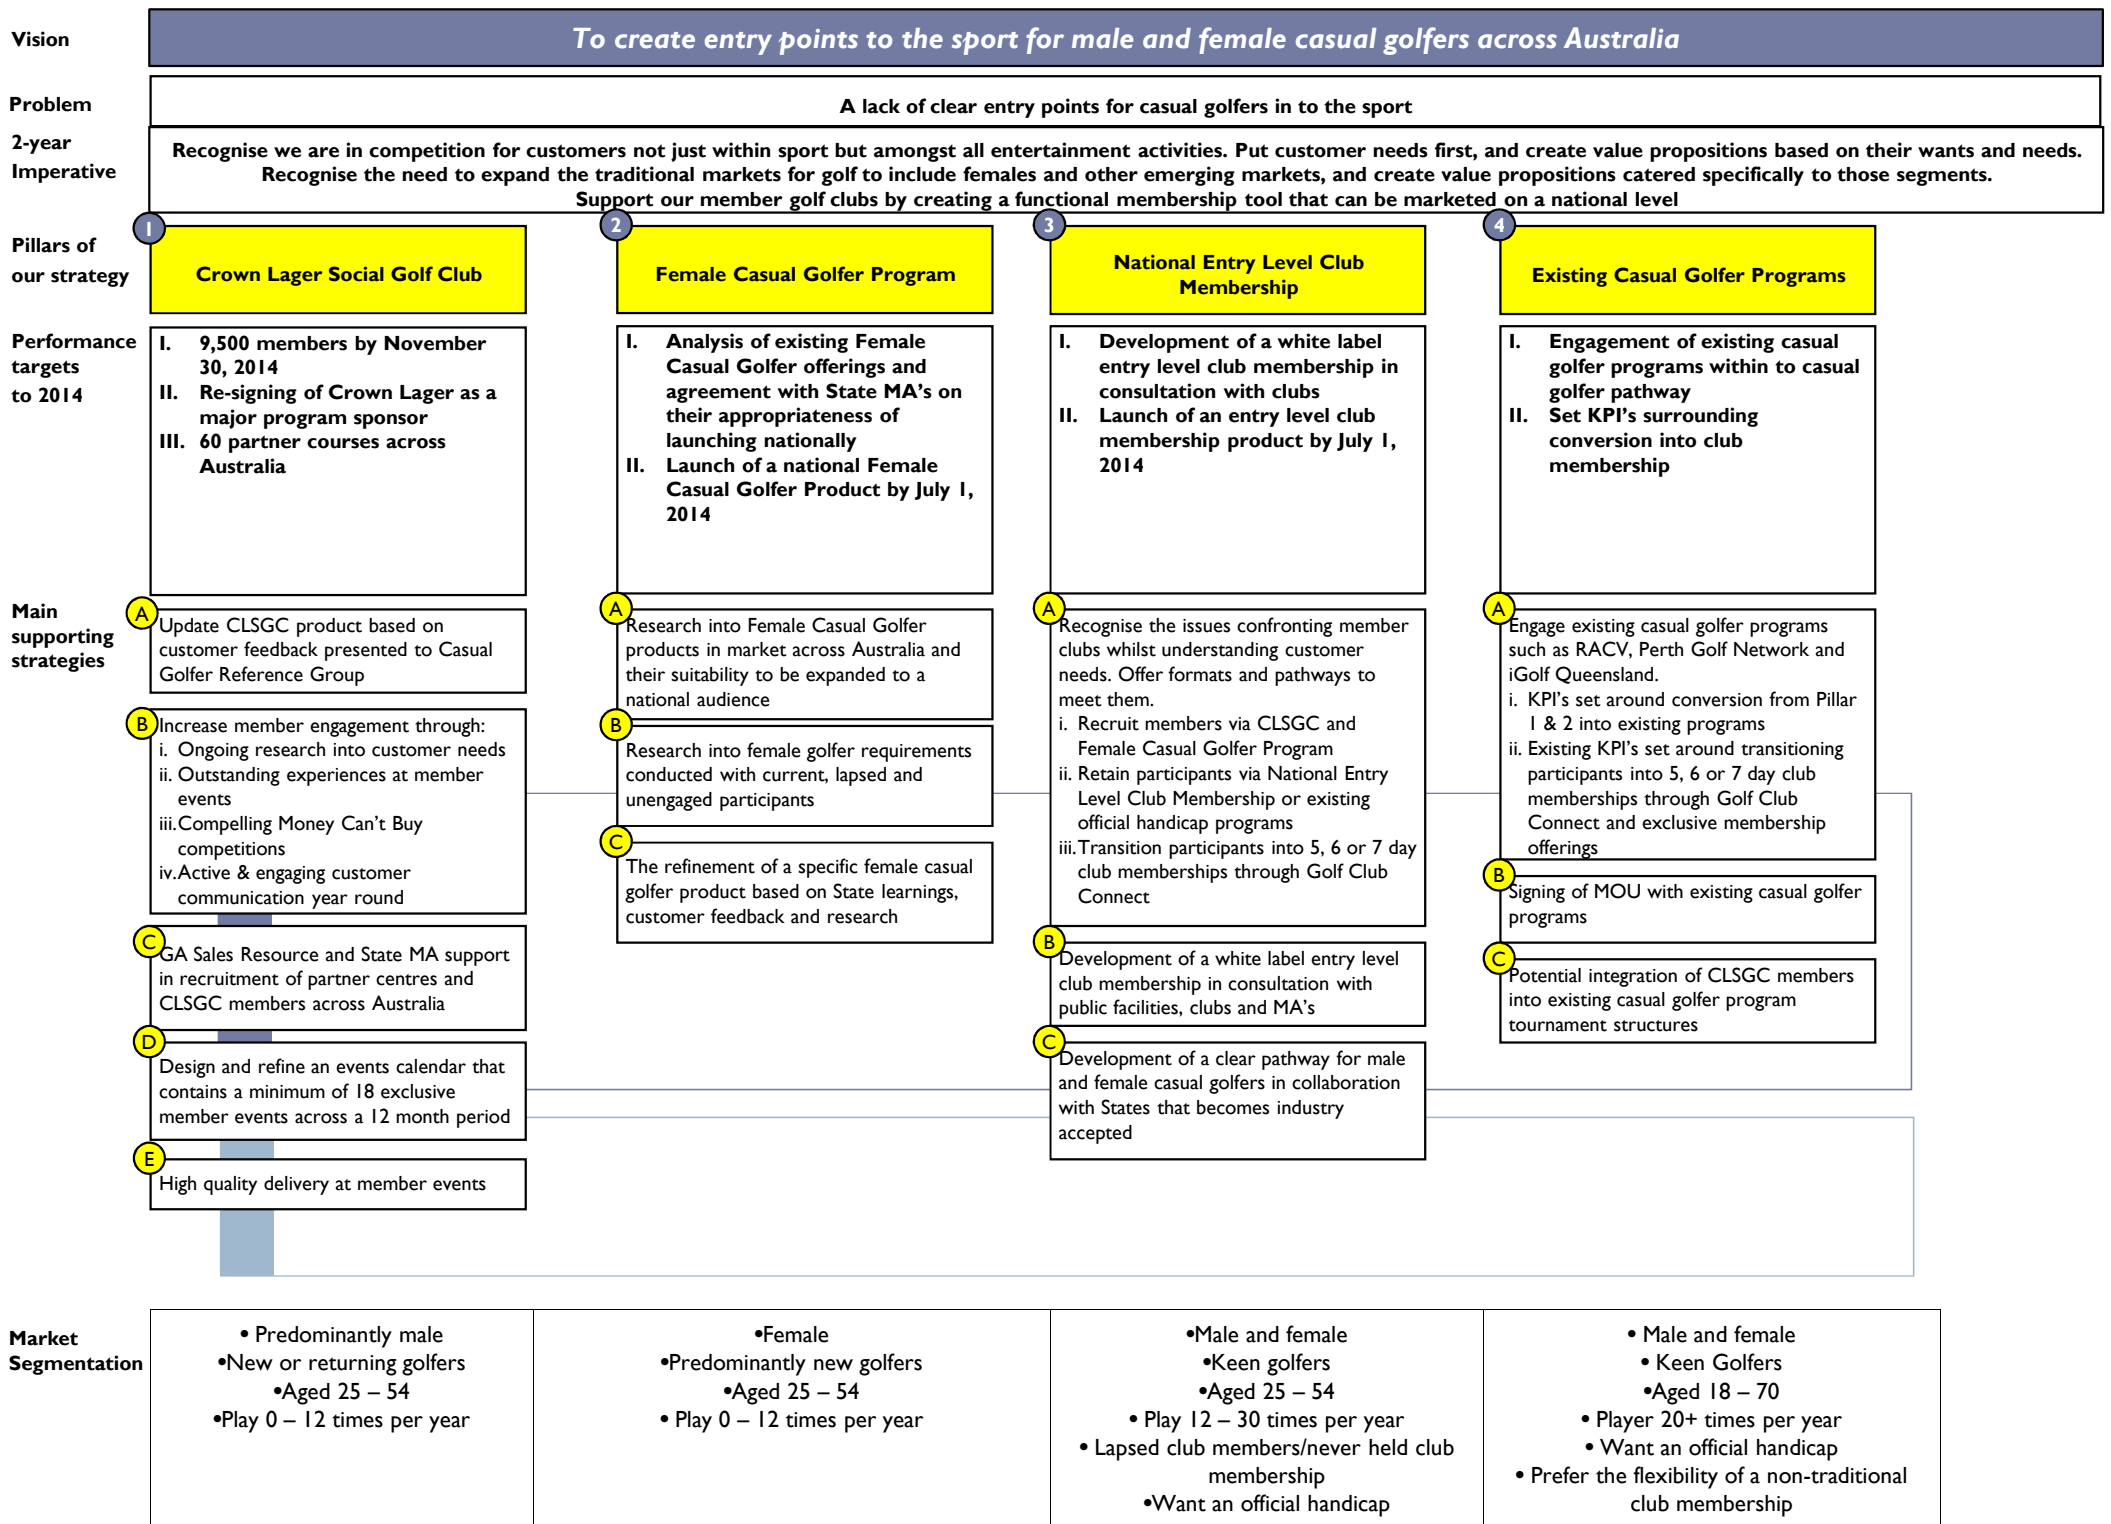 Vision
To create entry points to the sport for male and female casual golfers across Australia
Problem
A lack of clear entry points for casual golfers in to the sport
2-year
Imperative
Recognise we are in competition for customers not just within sport but amongst all entertainment activities. Put customer needs first, and create value propositions based on their wants and needs.
Recognise the need to expand the traditional markets for golf to include females and other emerging markets, and create value propositions catered specifically to those segments.
Support our member golf clubs by creating a functional membership tool that can be marketed on a national level
Pillars of
our strategy
1
Crown Lager Social Golf Club
2
Female Casual Golfer Program
3
National Entry Level Club
Membership
4
Existing Casual Golfer Programs
Performance
targets
to 2014
I. 9,500 members by November
30, 2014
II. Re-signing of Crown Lager as a
major program sponsor
III. 60 partner courses across
Australia
I. Analysis of existing Female
Casual Golfer offerings and
agreement with State MA's on
their appropriateness of
launching nationally
II. Launch of a national Female
Casual Golfer Product by July 1,
2014
I. Development of a white label
entry level club membership in
consultation with clubs
II. Launch of an entry level club
membership product by July 1,
2014
I. Engagement of existing casual
golfer programs within to casual
golfer pathway
II. Set KPI's surrounding
conversion into club
membership
Main
supporting
strategies
A
Update CLSGC product based on
customer feedback presented to Casual
Golfer Reference Group
B
Increase member engagement through:
i. Ongoing research into customer needs
ii. Outstanding experiences at member
events
iii.Compelling Money Can't Buy
competitions
iv.Active & engaging customer
communication year round
C
GA Sales Resource and State MA support
in recruitment of partner centres and
CLSGC members across Australia
D
Design and refine an events calendar that
contains a minimum of 18 exclusive
member events across a 12 month period
E
High quality delivery at member events
A
Research into Female Casual Golfer
products in market across Australia and
their suitability to be expanded to a
national audience
B
Research into female golfer requirements
conducted with current, lapsed and
unengaged participants
C
The refinement of a specific female casual
golfer product based on State learnings,
customer feedback and research
A
Recognise the issues confronting member
clubs whilst understanding customer
needs. Offer formats and pathways to
meet them.
i. Recruit members via CLSGC and
Female Casual Golfer Program
ii. Retain participants via National Entry
Level Club Membership or existing
official handicap programs
iii.Transition participants into 5, 6 or 7 day
club memberships through Golf Club
Connect
B
Development of a white label entry level
club membership in consultation with
public facilities, clubs and MA's
C
Development of a clear pathway for male
and female casual golfers in collaboration
with States that becomes industry
accepted
A
Engage existing casual golfer programs
such as RACV, Perth Golf Network and
iGolf Queensland.
i. KPI's set around conversion from Pillar
1 & 2 into existing programs
ii. Existing KPI's set around transitioning
participants into 5, 6 or 7 day club
memberships through Golf Club
Connect and exclusive membership
offerings
B
Signing of MOU with existing casual golfer
programs
C
Potential integration of CLSGC members
into existing casual golfer program
tournament structures
Market
Segmentation
• Predominantly male
•New or returning golfers
•Aged 25 – 54
•Play 0 – 12 times per year
•Female
•Predominantly new golfers
•Aged 25 – 54
• Play 0 – 12 times per year
•Male and female
•Keen golfers
•Aged 25 – 54
• Play 12 – 30 times per year
• Lapsed club members/never held club
membership
•Want an official handicap
• Male and female
• Keen Golfers
•Aged 18 – 70
• Player 20+ times per year
• Want an official handicap
• Prefer the flexibility of a non-traditional
club membership